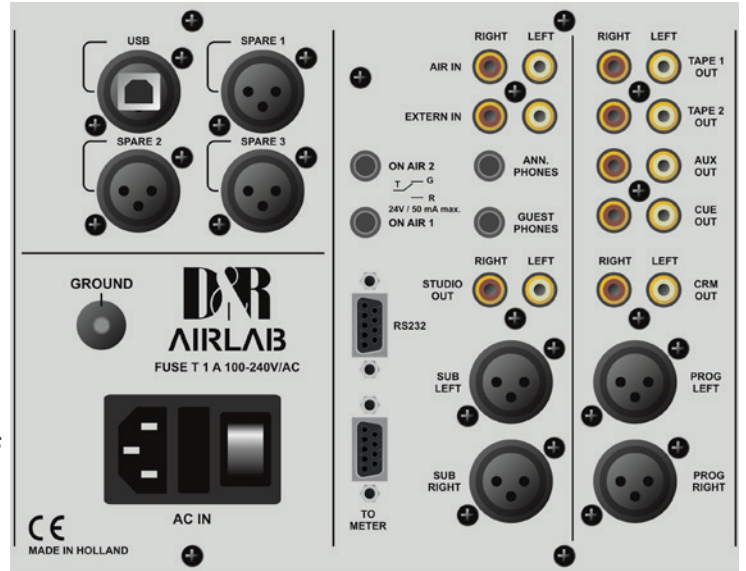 USB
SPARE 1
SPARE 2
SPARE 3
GROUND
D&R
AIRLAB
FUSE T 1 A 100-240V/AC
AC IN
CE
MADE IN HOLLAND
RIGHT LEFT
AIR IN
EXTERN IN
ON AIR 2
T G
R
24V / 50 mA max.
ON AIR 1
ANN.
PHONES
GUEST
PHONES
RIGHT LEFT
STUDIO
OUT
RS232
SUB
LEFT
SUB
RIGHT
TO
METER
RIGHT LEFT
TAPE 1
OUT
TAPE 2
OUT
AUX
OUT
CUE
OUT
RIGHT LEFT
CRM
OUT
PROG
LEFT
PROG
RIGHT